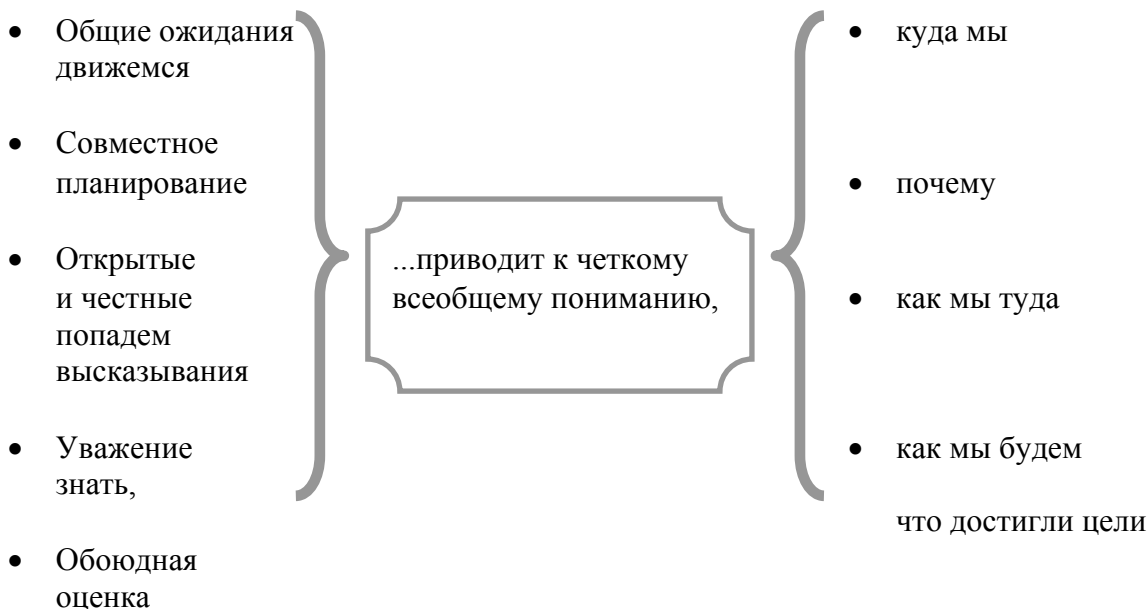 • Общие ожидания
движемся
• Совместное
планирование
• Открытые
и честные
попадем
высказывания
• Уважение
знать,
• Обоюдная
оценка
...приводит к четкому
всеобщему пониманию,
• куда мы
• почему
• как мы туда
• как мы будем
что достигли цели